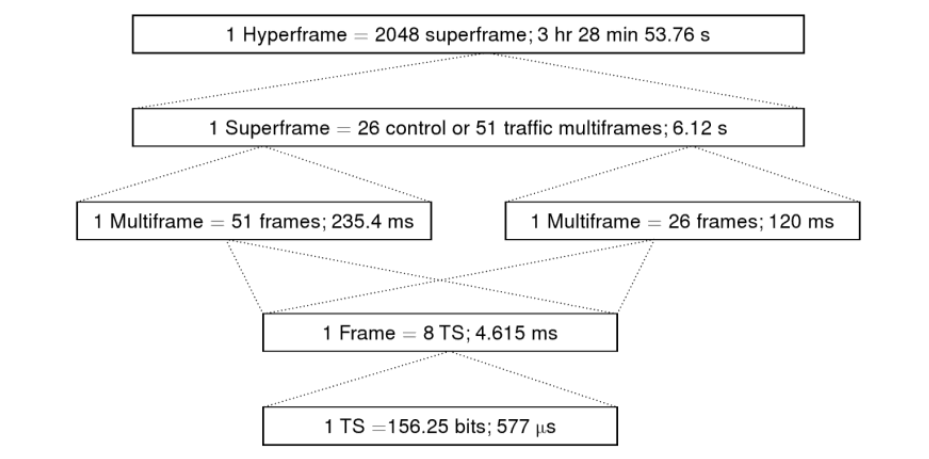 1 Hyperframe = 2048 superframe; 3 hr 28 min 53.76 s
1 Superframe = 26 control or 51 traffic multiframes; 6.12 s
1 Multiframe = 51 frames; 235.4 ms
1 Multiframe = 26 frames; 120 ms
1 Frame = 8 TS; 4.615 ms
1 TS =156.25 bits; 577 μs